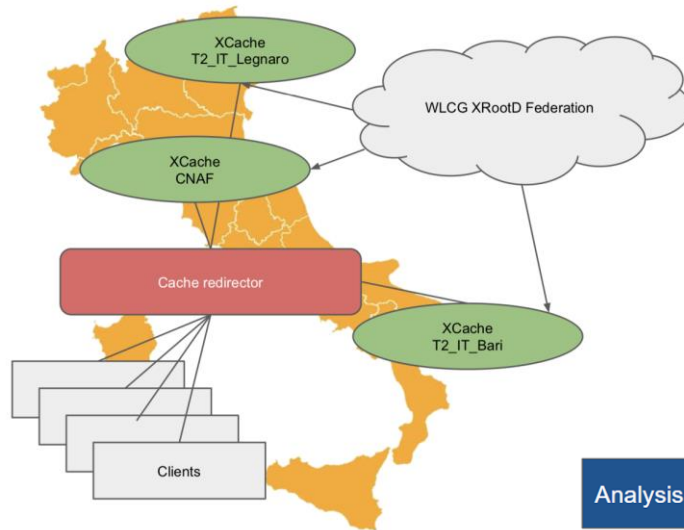 XCache
T2_IT_Legnaro
WLCG XRootD Federation
XCache
CNAF
Cache redirector
XCache
T2_IT_Bari
Clients
Analysis